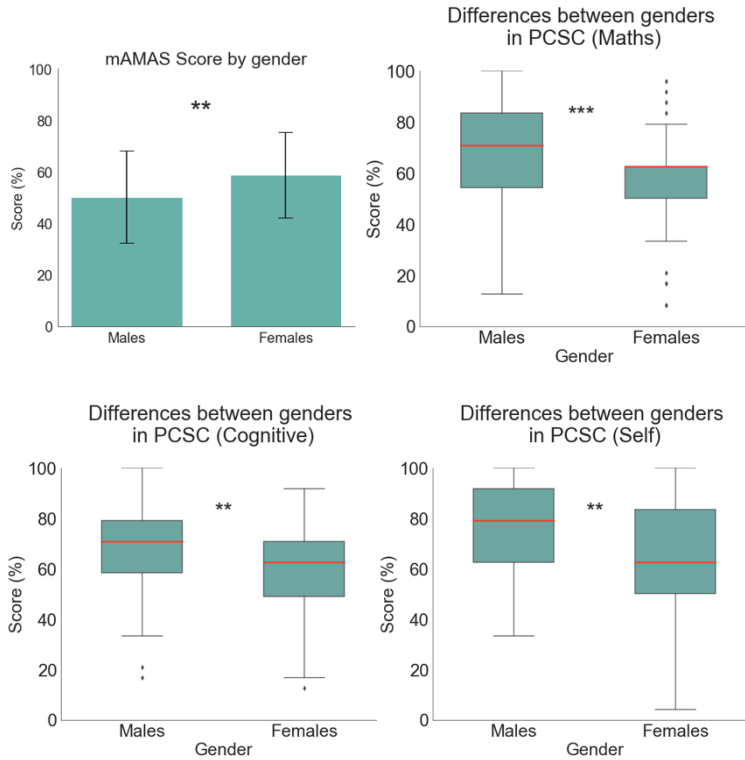 mAMAS Score by gender
100
80
60
40
20
0
Score (%)
**
Males Females
Differences between genders
in PCSC (Maths)
100
80
60
40
20
0
Score (%)
***
Males Females
Gender
Differences between genders
in PCSC (Cognitive)
100
80
60
40
20
0
Score (%)
**
Males Females
Gender
Differences between genders
in PCSC (Self)
100
80
60
40
20
0
Score (%)
**
Males Females
Gender